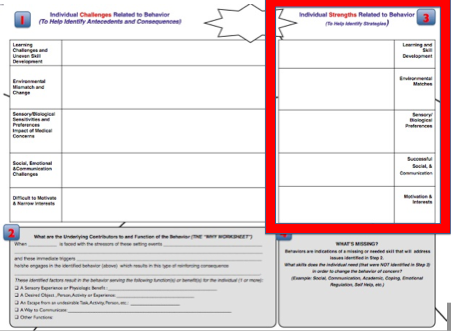 1
Individual Challenges Related to Behavior
(To Help Identify Antecedents and Consequences)
Individual Strengths Related to Behavior
(To Help Identify Strategies)
3
Learning
Challenges and
Uneven Skill
Development
Learning and
Skill
Development
Environmental
Mismatch and
Change
Environmental
Matches
Sensory/Biological
Sensitivities and
Preferences
Impact of Medical
Concerns
Sensory/
Biological
Preferences
Social, Emotional
&Communication
Challenges
Successful
Social, &
Communication
Difficult to Motivate
& Narrow Interests
Motivation &
Interests
2
What are the Underlying Contributors to and Function of the Behavior (THE "WHY WORKSHEET")
When is faced with the stressors of these setting events
and these immediate triggers
he/she engages in the identified behavior (above) which results in this type of reinforcing consequence:
These identified factors result in the behavior serving the following function(s) or benefit(s) for the individual (1 or more):
A Sensory Experience or Physiologic Benefit:
A Desired Object, Person, Activity or Experience:
An Escape from an undesirable Task, Activity, Person, etc.:
A Way to Communicate:
Other Functions:
WHAT'S MISSING?
Behaviors are indications of a missing or needed skill that will address
issues identified in Step 2.
What skills does the individual need (that were NOT identified in Step 3)
in order to change the behavior of concern?
(Example: Social, Communication, Academic, Coping, Emotional
Regulation, Self Help, etc.)